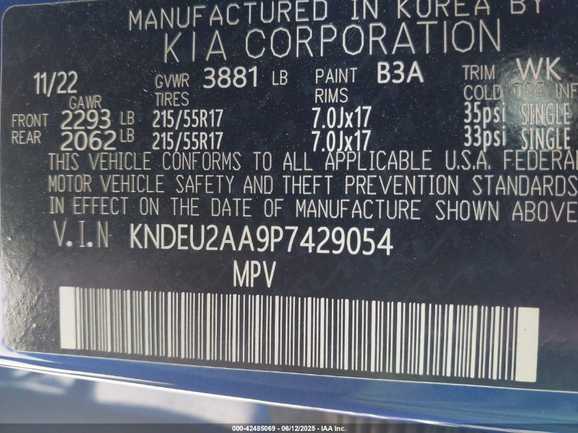 MANUFACTURED IN KOREA BY
KIA CORPORATION
11/22 GVWR 3881 LB PAINT B3A TRIM WK
GAWR TIRES RIMS COLD TIRE
FRONT 2293 LB 215/55R17 7.0Jx17 35psi SINGLE
REAR 2062 LB 215/55R17 7.0Jx17 33psi SINGLE
THIS VEHICLE CONFORMS TO ALL APPLICABLE U.S.A. FEDERAL
MOTOR VEHICLE SAFETY AND THEFT PREVENTION STANDARDS
IN EFFECT ON THE DATE OF MANUFACTURE SHOWN ABOVE
V.I.N KNDEU2AA9P7429054
MPV
000-42485069 - 06/12/2025 - IAA Inc.